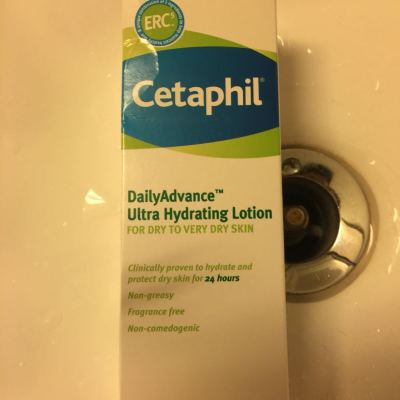 ERC5™
Cetaphil®
DailyAdvance™
Ultra Hydrating Lotion
FOR DRY TO VERY DRY SKIN
Clinically proven to hydrate and
protect dry skin for 24 hours
Non-greasy
Fragrance free
Non-comedogenic